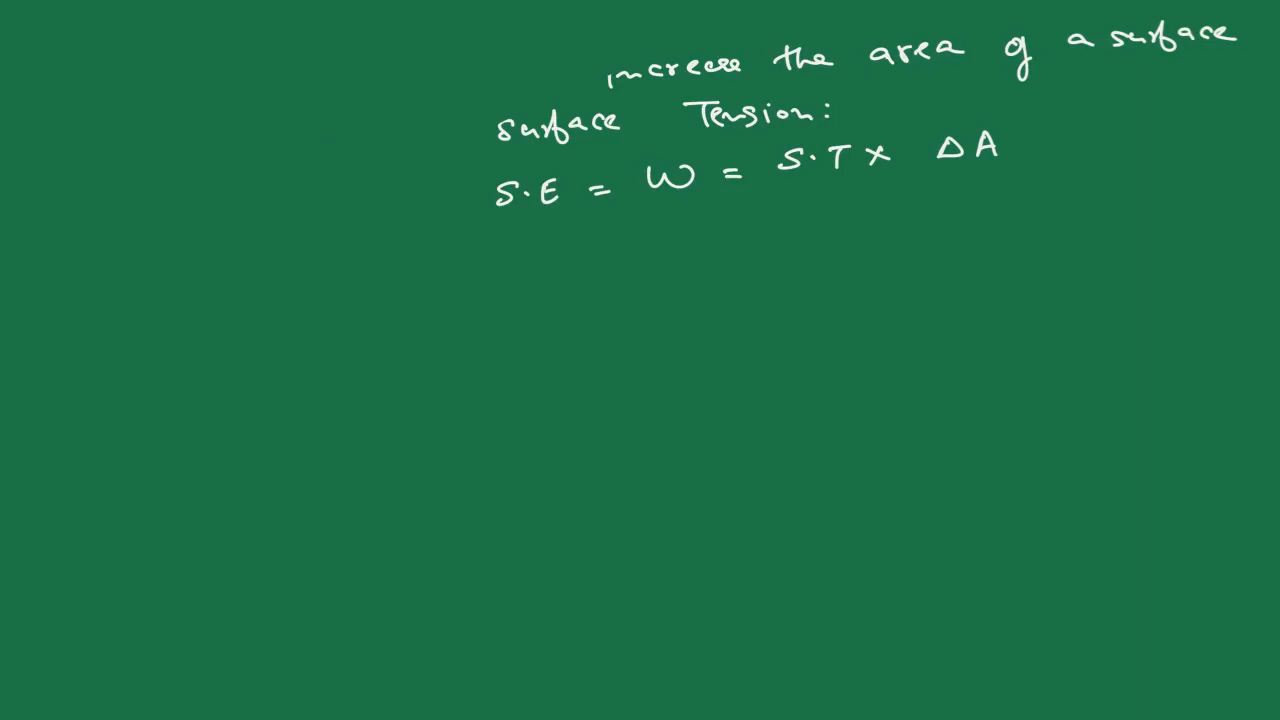 increase the area of a surface
surface Tension:
S.E = W = S.T × ΔA